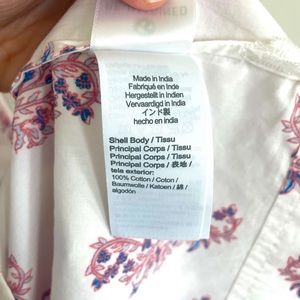 Made in India
Fabriqué en Inde
Hergestellt in Indien
Vervaardigd in India
インド製
hecho en India
Shell Body / Tissu
Principal Corps / Tissu
Principal Corps / Tissu
Principal Corps / 表地 /
tela exterior:
100% Cotton / Coton /
Baumwolle / Katoen / 綿 /
algodón